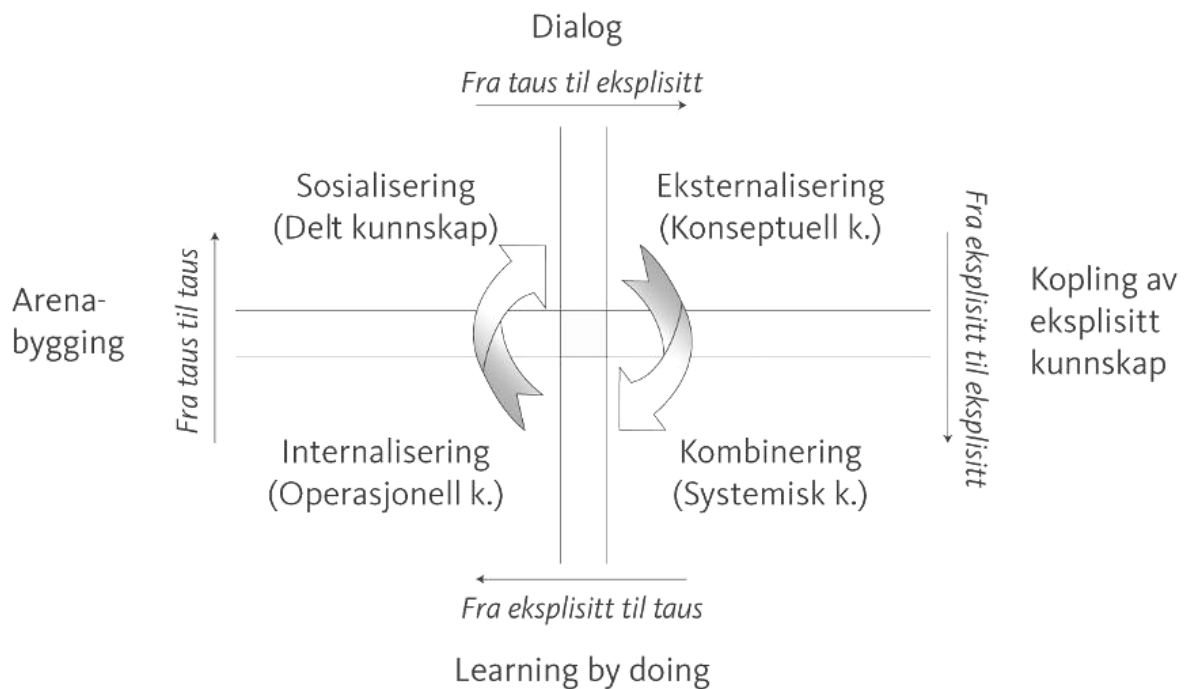 Dialog
Fra taus til eksplisitt
Sosialisering
(Delt kunnskap)
Eksternalisering
(Konseptuell k.)
Arena-
bygging
Fra taus til taus
Fra eksplisitt til eksplisitt
Kopling av
eksplisitt
kunnskap
Internalisering
(Operasjonell k.)
Kombinering
(Systemisk k.)
Fra eksplisitt til taus
Learning by doing